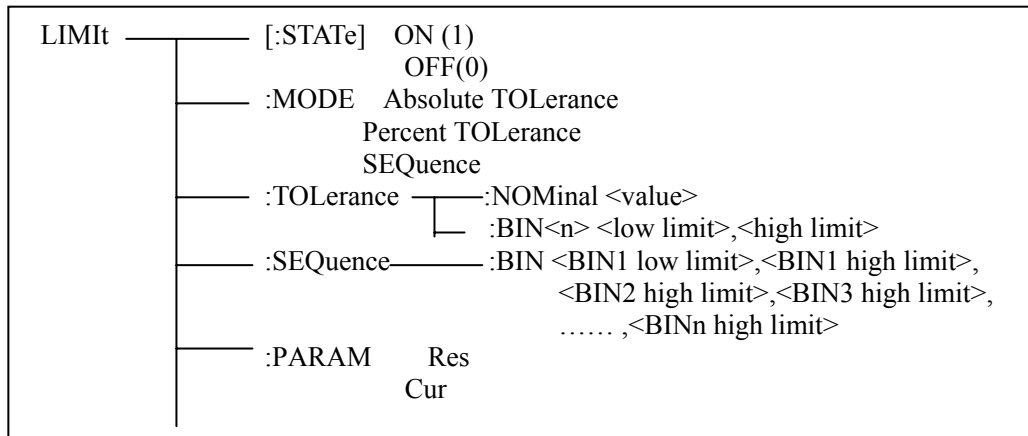 LIMIt [:STATe] ON (1)
OFF(0)
:MODE Absolute TOLerance
Percent TOLerance
SEQuence
:TOLerance :NOMinal <value>
:BIN<n> <low limit>,<high limit>
:SEQuence :BIN <BIN1 low limit>,<BIN1 high limit>,
<BIN2 high limit>,<BIN3 high limit>,
…… ,<BINn high limit>
:PARAM Res
Cur